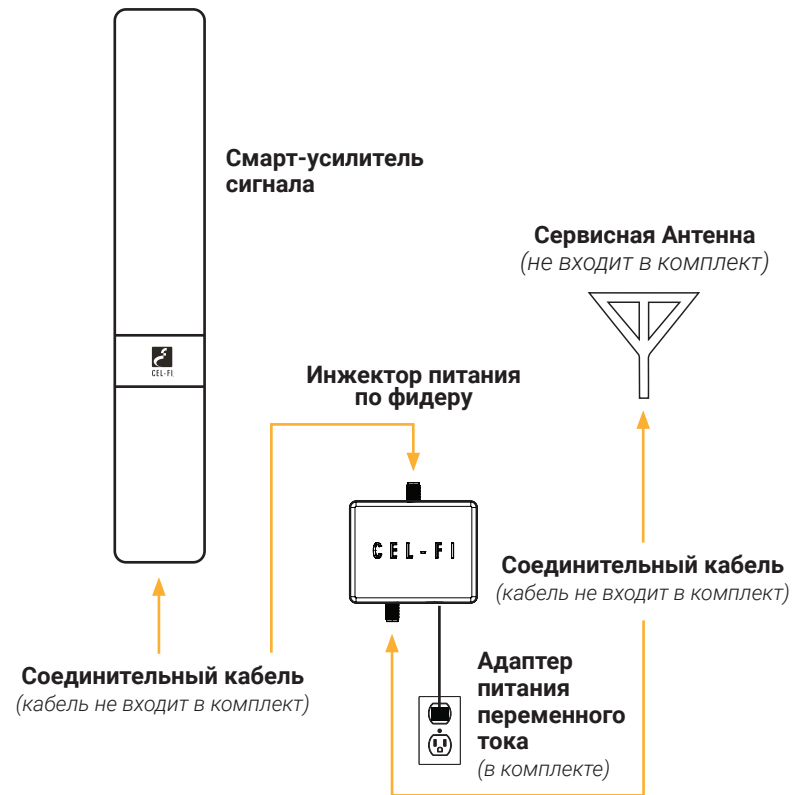 Смарт-усилитель
сигнала
Сервисная Антенна
(не входит в комплект)
CEL-FI
Инжектор питания
по фидеру
CEL-FI
Соединительный кабель
(кабель не входит в комплект)
Соединительный кабель
(кабель не входит в комплект)
Адаптер
питания
переменного
тока
(в комплекте)